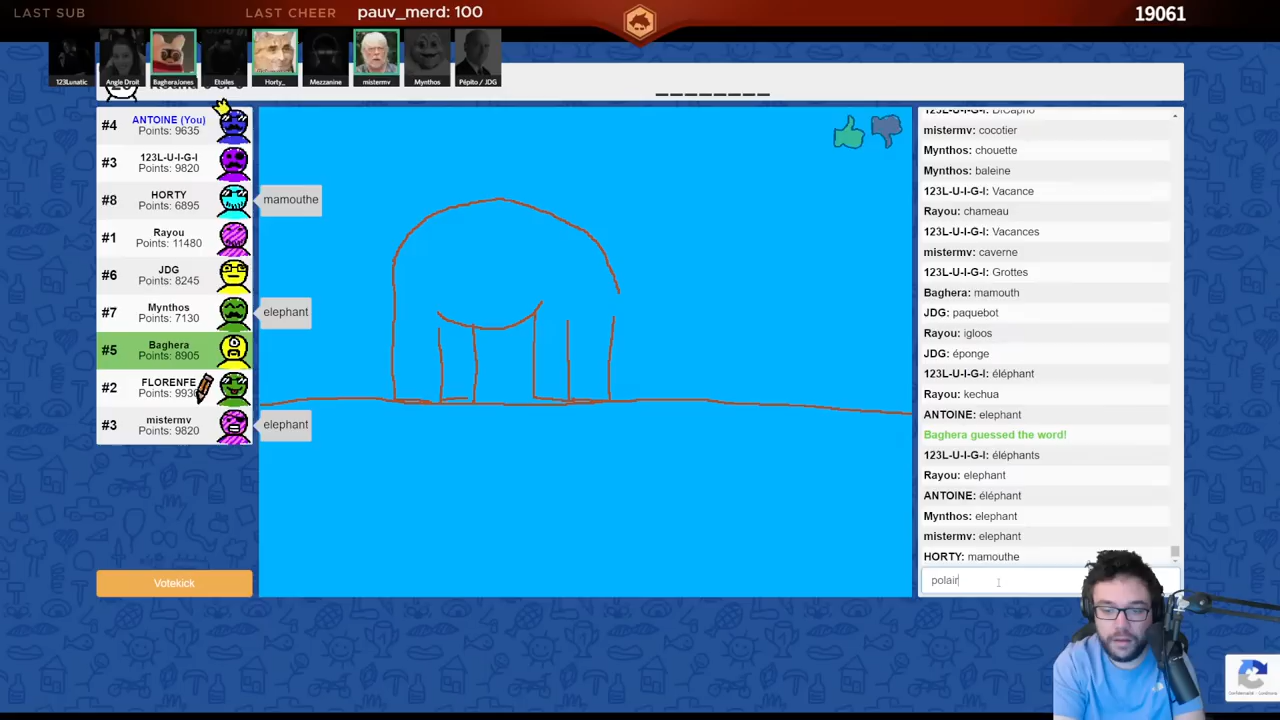 LAST SUB
LAST CHEER
pauv_merd: 100
19061
123Lunatic
Angle Droit
BagheraJones
Etoiles
Horty_
Mezzanine
mistermv
Mynthos
Pépito / JDG
________
#4
ANTOINE (You)
Points: 9635
#3
123L-U-I-G-I
Points: 9820
#8
HORTY
Points: 6895
mamouthe
#1
Rayou
Points: 11480
#6
JDG
Points: 8245
#7
Mynthos
Points: 7130
elephant
#5
Baghera
Points: 8905
#2
FLORENFE
Points:
#3
mistermv
Points: 9820
elephant
Votekick
123L-U-I-G-I: DiCaprio
mistermv: cocotier
Mynthos: chouette
Mynthos: baleine
123L-U-I-G-I: Vacance
Rayou: chameau
123L-U-I-G-I: Vacances
mistermv: caverne
123L-U-I-G-I: Grottes
Baghera: mamouth
JDG: paquebot
Rayou: igloos
JDG: éponge
123L-U-I-G-I: éléphant
Rayou: kechua
ANTOINE: elephant
Baghera guessed the word!
123L-U-I-G-I: éléphants
Rayou: elephant
ANTOINE: éléphant
Mynthos: elephant
mistermv: elephant
HORTY: mamouthe
polair